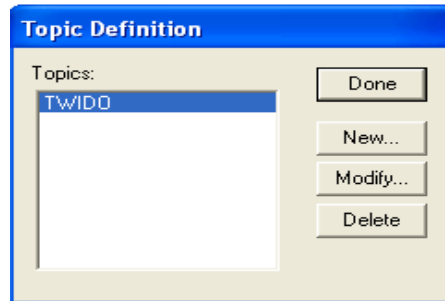 Topic Definition
Topics:
TWIDO
Done
New...
Modify...
Delete